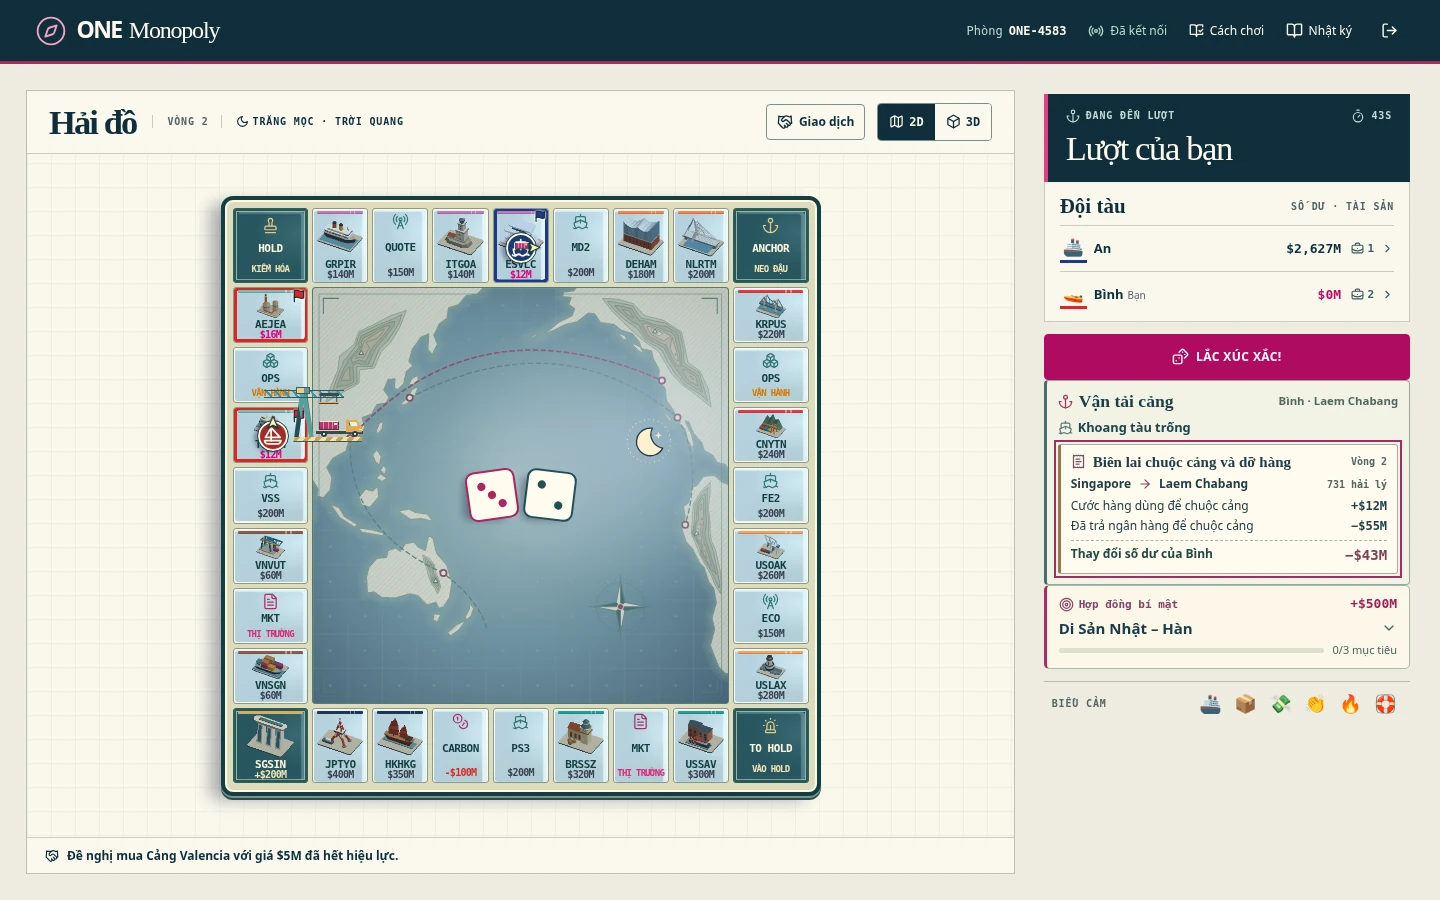 ONE Monopoly
Phòng ONE-4583
Đã kết nối
Cách chơi
Nhật ký
Hải đồ
VÒNG 2
TRĂNG MỌC · TRỜI QUANG
Giao dịch
2D
3D
HOLD
KIỂM HÓA
GRPIR
$140M
QUOTE
$150M
ITGOA
$140M
ESVLC
$12M
MD2
$200M
DEHAM
$180M
NLRTM
$200M
ANCHOR
NEO ĐẬU
AEJEA
$16M
KRPUS
$220M
OPS
OPS
VẬN HÀNH
$12M
CNYTN
$240M
VSS
$200M
FE2
$200M
VNVUT
$60M
USOAK
$260M
MKT
THỊ TRƯỜNG
ECO
$150M
VNSGN
$60M
USLAX
$280M
SGSIN
+$200M
JPTYO
$400M
HKHKG
$350M
CARBON
-$100M
PS3
$200M
BRSSZ
$320M
MKT
THỊ TRƯỜNG
USSAV
$300M
TO HOLD
VÀO HOLD
Đề nghị mua Cảng Valencia với giá $5M đã hết hiệu lực.
ĐANG ĐẾN LƯỢT
43S
Lượt của bạn
Đội tàu
SỐ DƯ · TÀI SẢN
An
$2,627M
1
Bình Bạn
$0M
2
LẮC XÚC XẮC!
Vận tải cảng
Bình · Laem Chabang
Khoang tàu trống
Biên lai chuộc cảng và dỡ hàng
Vòng 2
Singapore → Laem Chabang
731 hải lý
Cước hàng dùng để chuộc cảng
+$12M
Đã trả ngân hàng để chuộc cảng
−$55M
Thay đổi số dư của Bình
−$43M
Hợp đồng bí mật
+$500M
Di Sản Nhật – Hàn
0/3 mục tiêu
BIỂU CẢM